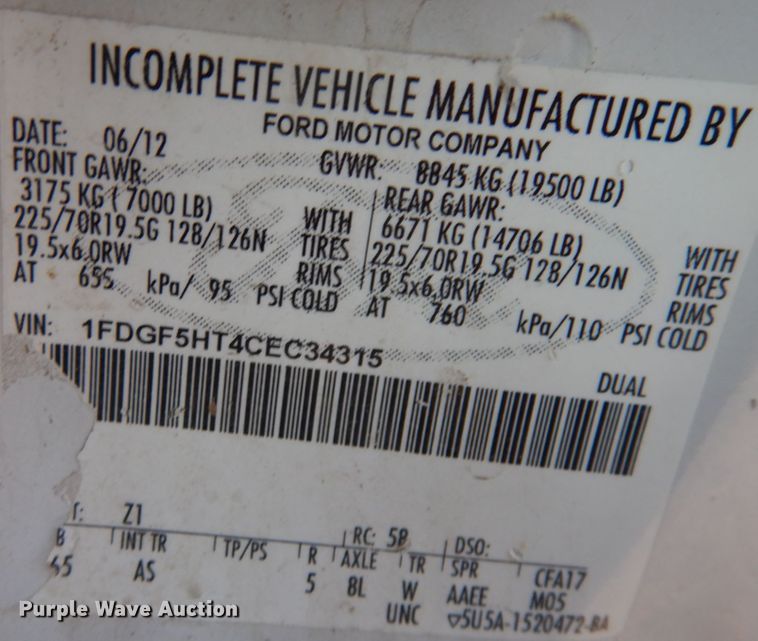 INCOMPLETE VEHICLE MANUFACTURED BY
FORD MOTOR COMPANY
DATE: 06/12 GVWR: 8845 KG (19500 LB)
FRONT GAWR: REAR GAWR:
3175 KG ( 7000 LB) WITH 6671 KG (14706 LB) WITH
225/70R19.5G 128/126N TIRES 225/70R19.5G 128/126N TIRES
19.5x6.0RW RIMS 19.5x6.0RW RIMS
AT 655 kPa/ 95 PSI COLD AT 760 kPa/110 PSI COLD
VIN: 1FDGF5HT4CEC34315
DUAL
T: Z1 RC: 58 DSO:
B INT TR TP/PS R AXLE TR SPR CFA17
45 AS 5 8L W AAEE M05
UNC 5U5A-1520472-BA
Purple Wave Auction